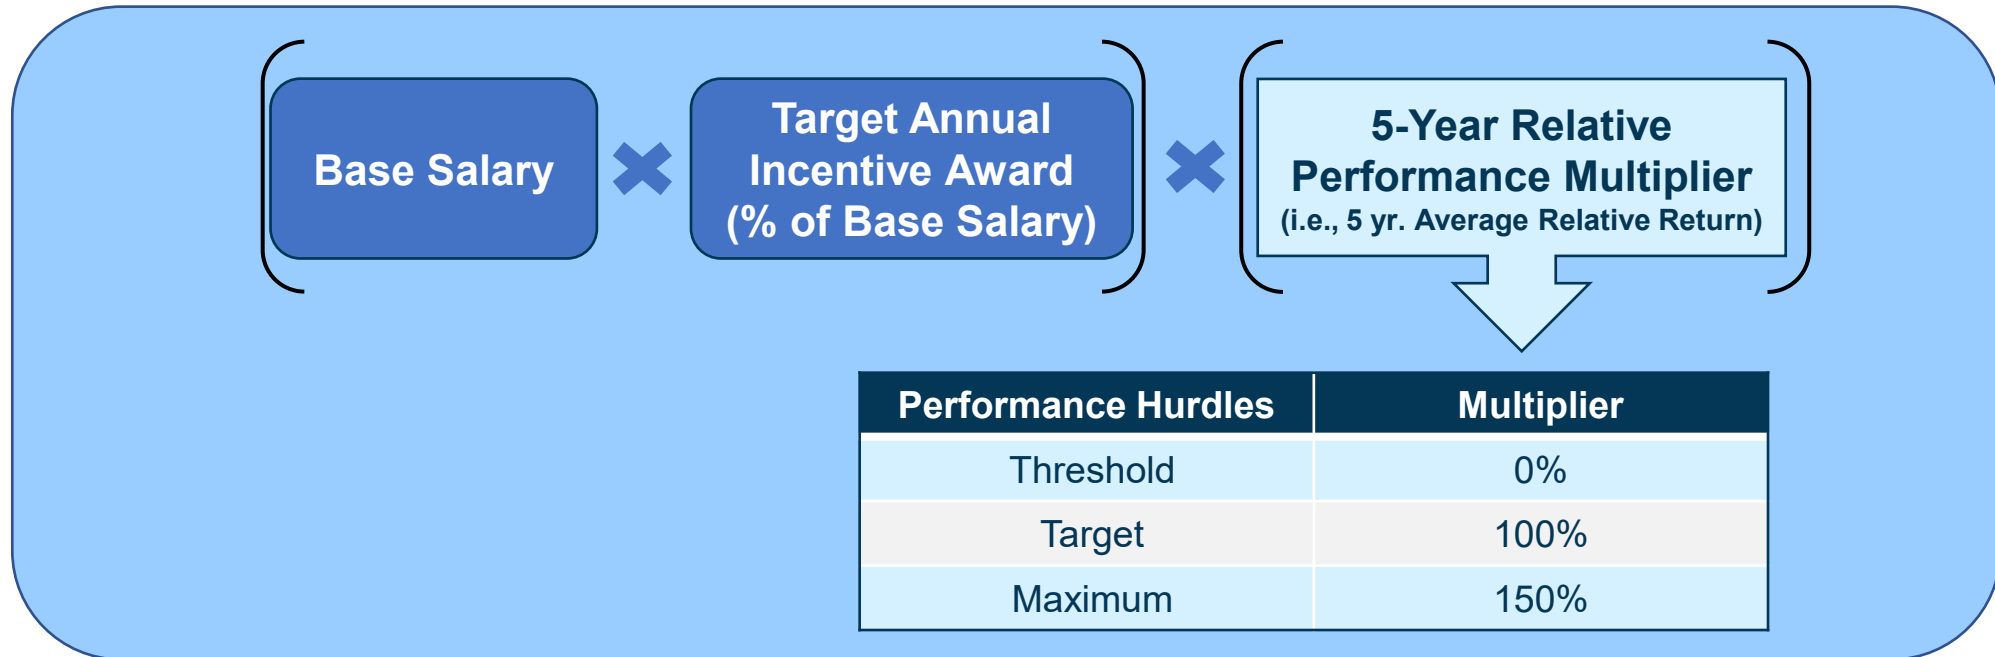 Base Salary
Target Annual
Incentive Award
(% of Base Salary)
5-Year Relative
Performance Multiplier
(i.e., 5 yr. Average Relative Return)
Performance Hurdles Multiplier
Threshold 0%
Target 100%
Maximum 150%